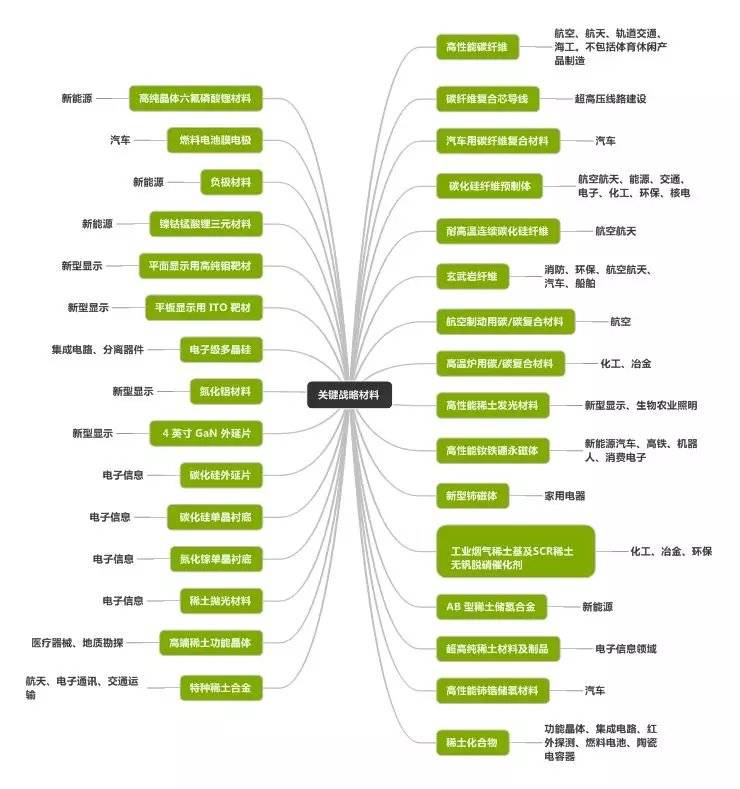 关键战略材料
高纯晶体六氟磷酸锂材料
新能源
燃料电池膜电极
汽车
负极材料
新能源
镍钴锰酸锂三元材料
新能源
平面显示用高纯钼靶材
新型显示
平板显示用 ITO 靶材
新型显示
电子级多晶硅
集成电路、分离器件
氮化铝材料
新型显示
4 英寸 GaN 外延片
新型显示
碳化硅外延片
电子信息
碳化硅单晶衬底
电子信息
氮化镓单晶衬底
电子信息
稀土抛光材料
电子信息
高端稀土功能晶体
医疗器械、地质勘探
特种稀土合金
航天、电子通讯、交通运
输
高性能碳纤维
航空、航天、轨道交通、
海工，不包括体育休闲产
品制造
碳纤维复合芯导线
超高压线路建设
汽车用碳纤维复合材料
汽车
碳化硅纤维预制体
航空航天、能源、交通、
电子、化工、环保、核电
耐高温连续碳化硅纤维
航空航天
玄武岩纤维
消防、环保、航空航天、
汽车、船舶
航空制动用碳/碳复合材料
航空
高温炉用碳/碳复合材料
化工、冶金
高性能稀土发光材料
新型显示、生物农业照明
高性能钕铁硼永磁体
新能源汽车、高铁、机器
人、消费电子
新型铈磁体
家用电器
工业烟气稀土基及SCR稀土
无钒脱硝催化剂
化工、冶金、环保
AB 型稀土储氢合金
新能源
超高纯稀土材料及制品
电子信息领域
高性能铈锆储氧材料
汽车
稀土化合物
功能晶体、集成电路、红
外探测、燃料电池、陶瓷
电容器